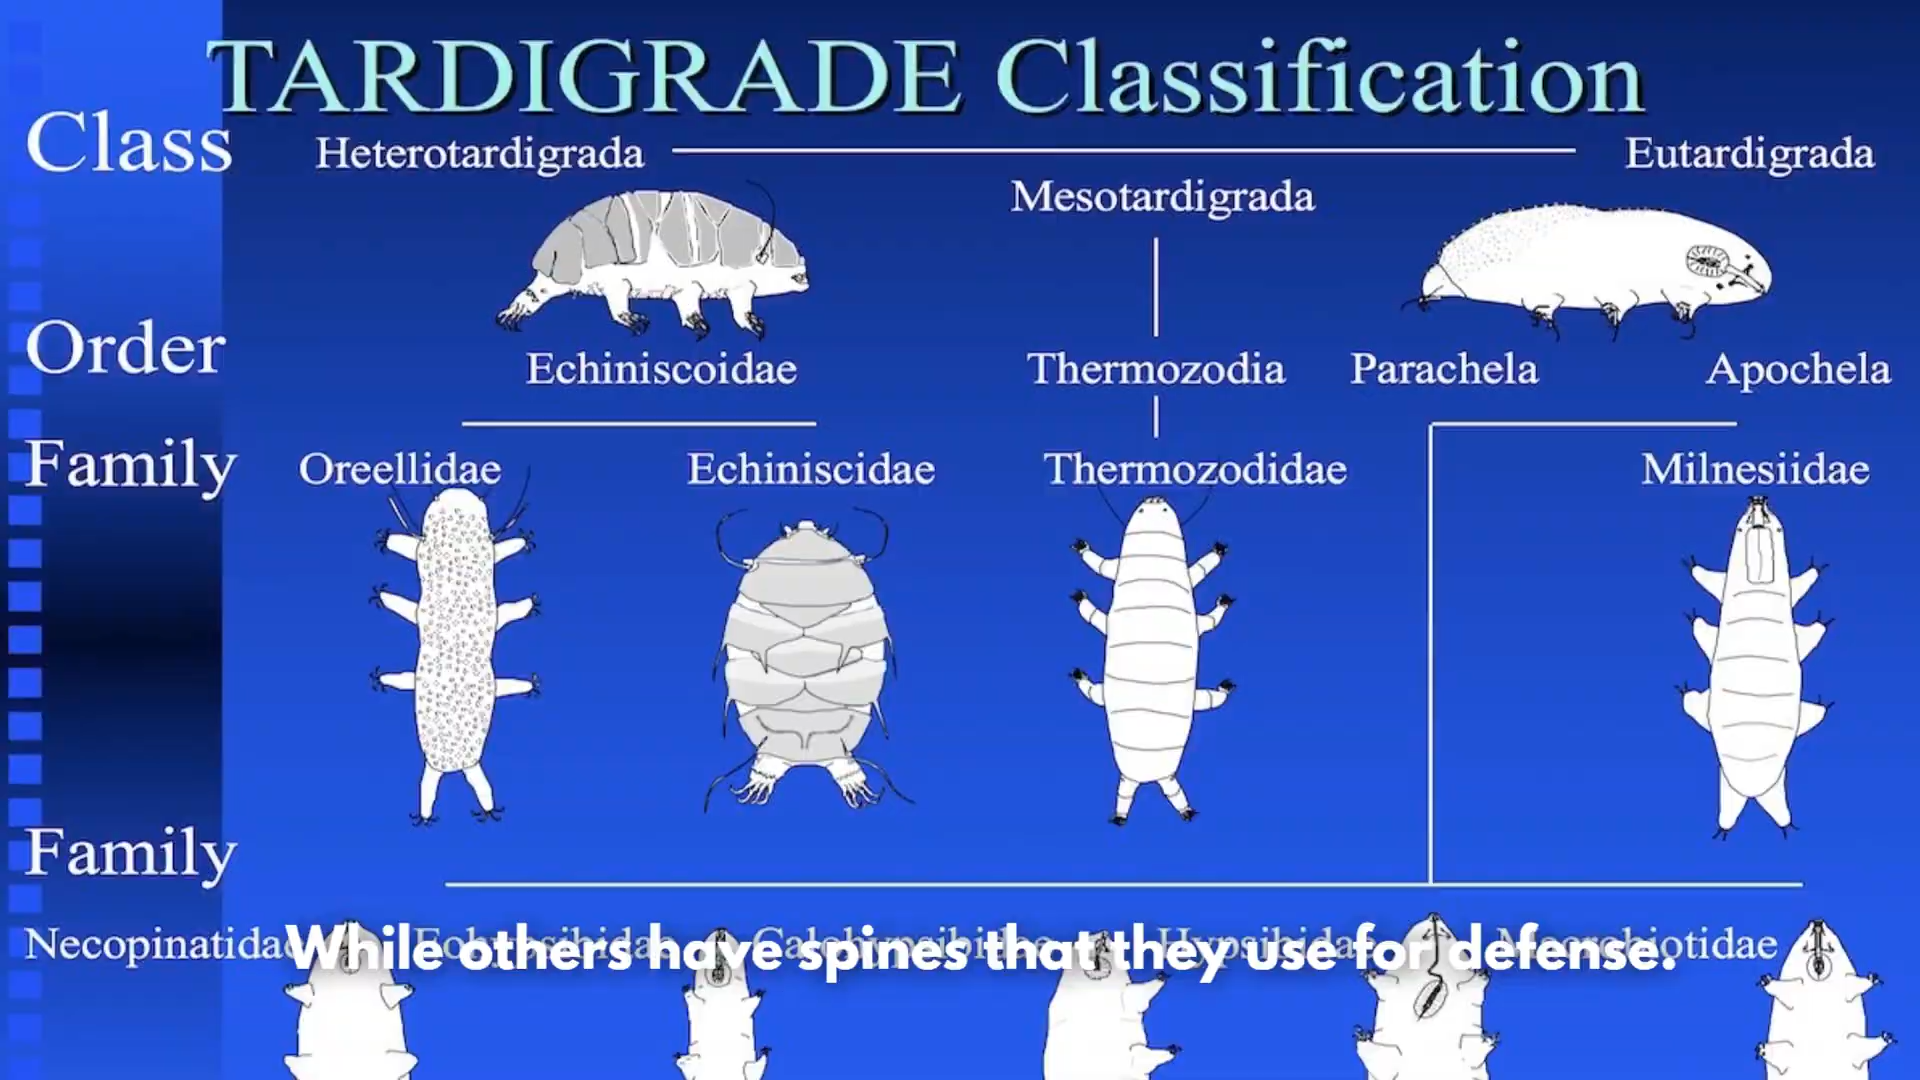 TARDIGRADE Classification
Class
Heterotardigrada
Eutardigrada
Mesotardigrada
Order
Echiniscoidae
Thermozodia
Parachela
Apochela
Family
Oreellidae
Echiniscidae
Thermozodidae
Milnesiidae
Family
Necopinatidae
While others have spines that they use for defense.